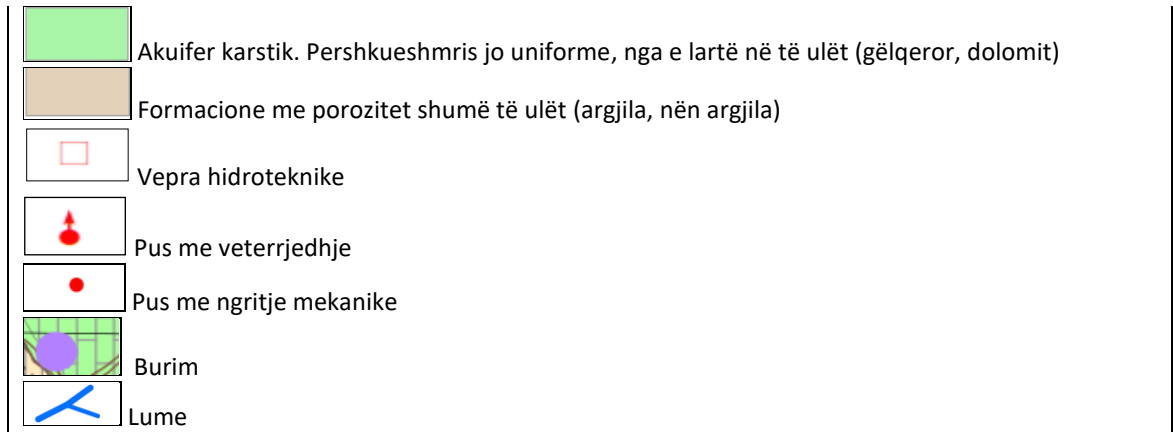 Akuifer karstik. Pershkueshmris jo uniforme, nga e lartë në të ulët (gëlqeror, dolomit)
Formacione me porozitet shumë të ulët (argjila, nën argjila)
Vepra hidroteknike
Pus me veterrjedhje
Pus me ngritje mekanike
Burim
Lume